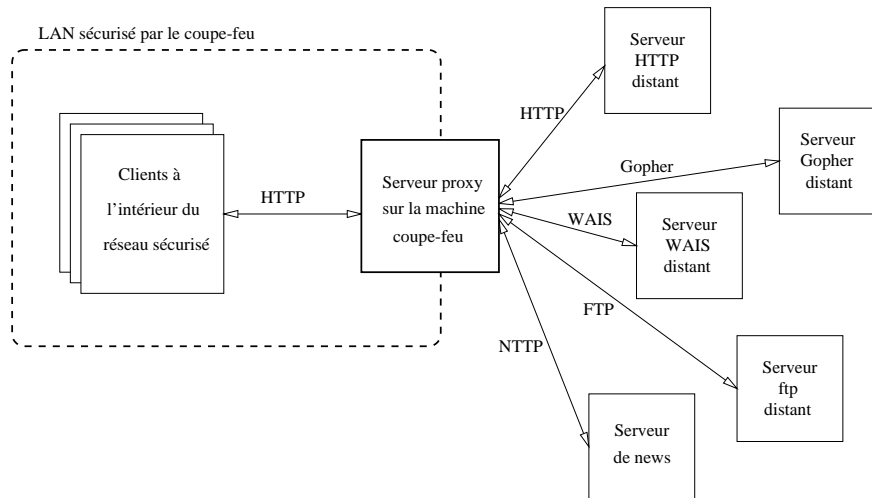 LAN sécurisé par le coupe-feu
Serveur
HTTP
distant
HTTP
Serveur
Gopher
distant
Gopher
Clients à
l'intérieur du
réseau sécurisé
HTTP
Serveur proxy
sur la machine
coupe-feu
WAIS
Serveur
WAIS
distant
FTP
NTTP
Serveur
ftp
distant
Serveur
de news